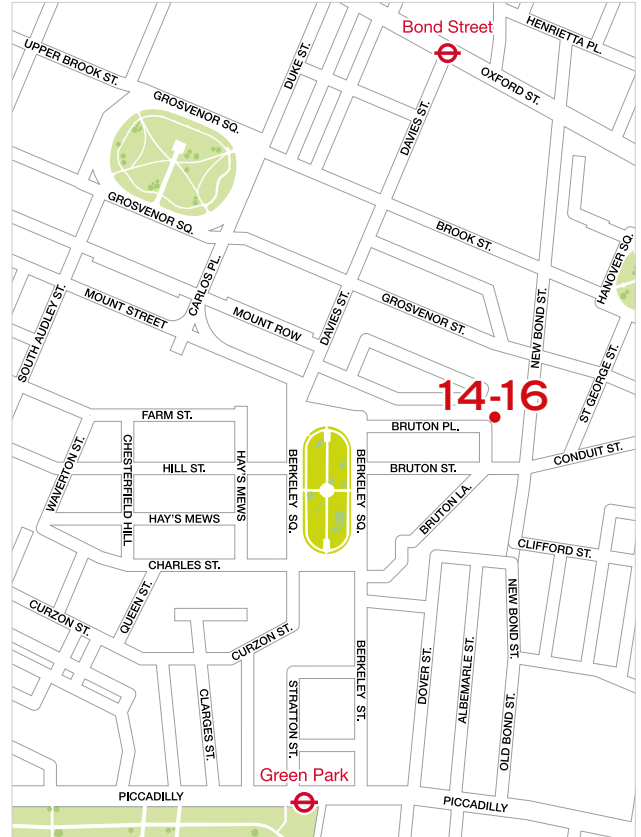 Bond Street
HENRIETTA PL.
UPPER BROOK ST.
DUKE ST.
OXFORD ST.
GROSVENOR SQ.
DAVIES ST.
GROSVENOR SQ.
BROOK ST.
HANOVER SQ.
CARLOS PL.
SOUTH AUDLEY ST.
MOUNT STREET
MOUNT ROW
DAVIES ST.
GROSVENOR ST.
NEW BOND ST.
ST GEORGE ST.
14-16
FARM ST.
BRUTON PL.
CONDUIT ST.
WAVERTON ST.
CHESTERFIELD HILL
HILL ST.
HAY'S MEWS
BERKELEY SQ.
BERKELEY SQ.
BRUTON ST.
BRUTON LA.
HAY'S MEWS
CLIFFORD ST.
CHARLES ST.
CURZON ST.
QUEEN ST.
CURZON ST.
NEW BOND ST.
BERKELEY ST.
DOVER ST.
ALBEMARLE ST.
CLARGES ST.
STRATTON ST.
OLD BOND ST.
Green Park
PICCADILLY
PICCADILLY